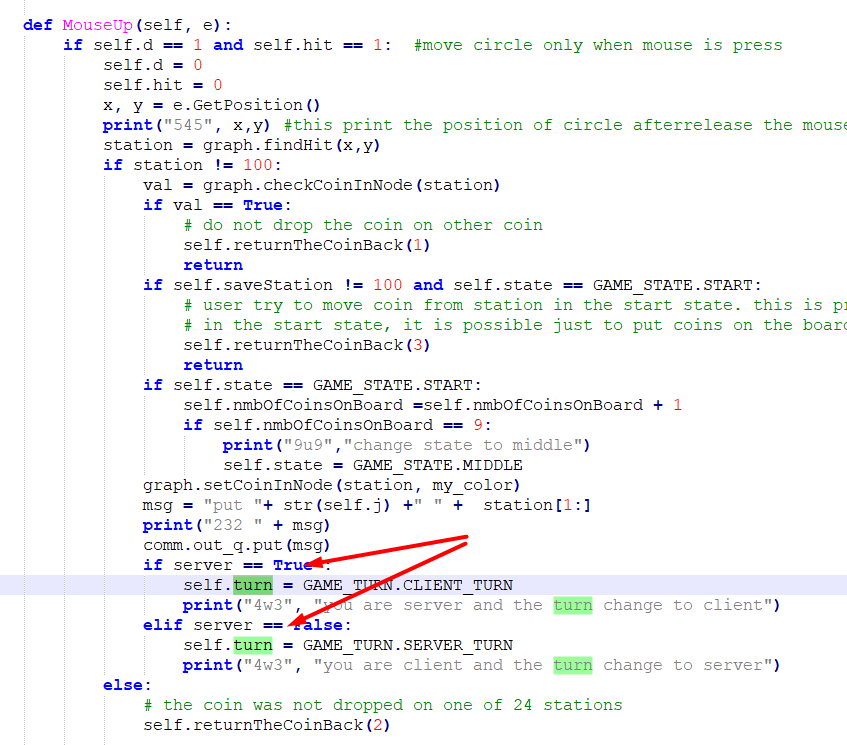 def MouseUp(self, e):
    if self.d == 1 and self.hit == 1:  #move circle only when mouse is press
        self.d = 0
        self.hit = 0
        x, y = e.GetPosition()
        print("545", x,y) #this print the position of circle afterrelease the mouse
        station = graph.findHit(x,y)
        if station != 100:
            val = graph.checkCoinInNode(station)
            if val == True:
                # do not drop the coin on other coin
                self.returnTheCoinBack(1)
                return
            if self.saveStation != 100 and self.state == GAME_STATE.START:
                # user try to move coin from station in the start state. this is
                # in the start state, it is possible just to put coins on the
                self.returnTheCoinBack(3)
                return
            if self.state == GAME_STATE.START:
                self.nmbOfCoinsOnBoard =self.nmbOfCoinsOnBoard + 1
                if self.nmbOfCoinsOnBoard == 9:
                    print("9u9","change state to middle")
                    self.state = GAME_STATE.MIDDLE
            graph.setCoinInNode(station, my_color)
            msg = "put "+ str(self.j) +" " +  station[1:]
            print("232 " + msg)
            comm.out_q.put(msg)
            if server == True :
                self.turn = GAME_TURN.CLIENT_TURN
                print("4w3", "you are server and the turn change to client")
            elif server == False:
                self.turn = GAME_TURN.SERVER_TURN
                print("4w3", "you are client and the turn change to server")
        else:
            # the coin was not dropped on one of 24 stations
            self.returnTheCoinBack(2)